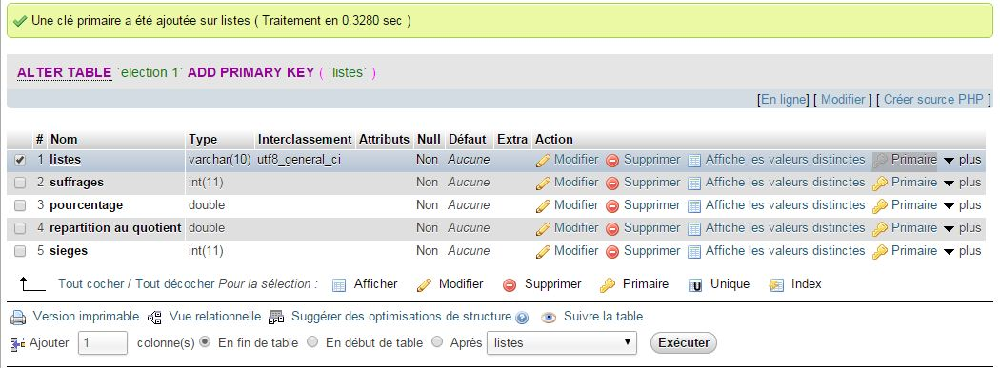 Une clé primaire a été ajoutée sur listes ( Traitement en 0.3280 sec )
ALTER TABLE `election 1` ADD PRIMARY KEY ( `listes` )
[En ligne] [ Modifier ] [ Créer source PHP ]
# Nom Type Interclassement Attributs Null Défaut Extra Action
1 listes varchar(10) utf8_general_ci Non Aucune Modifier Supprimer Affiche les valeurs distinctes Primaire plus
2 suffrages int(11) Non Aucune Modifier Supprimer Affiche les valeurs distinctes Primaire plus
3 pourcentage double Non Aucune Modifier Supprimer Affiche les valeurs distinctes Primaire plus
4 repartition au quotient double Non Aucune Modifier Supprimer Affiche les valeurs distinctes Primaire plus
5 sieges int(11) Non Aucune Modifier Supprimer Affiche les valeurs distinctes Primaire plus
Tout cocher / Tout décocher Pour la sélection : Afficher Modifier Supprimer Primaire Unique Index
Version imprimable Vue relationnelle Suggérer des optimisations de structure Suivre la table
Ajouter 1 colonne(s) En fin de table En début de table Après listes Exécuter